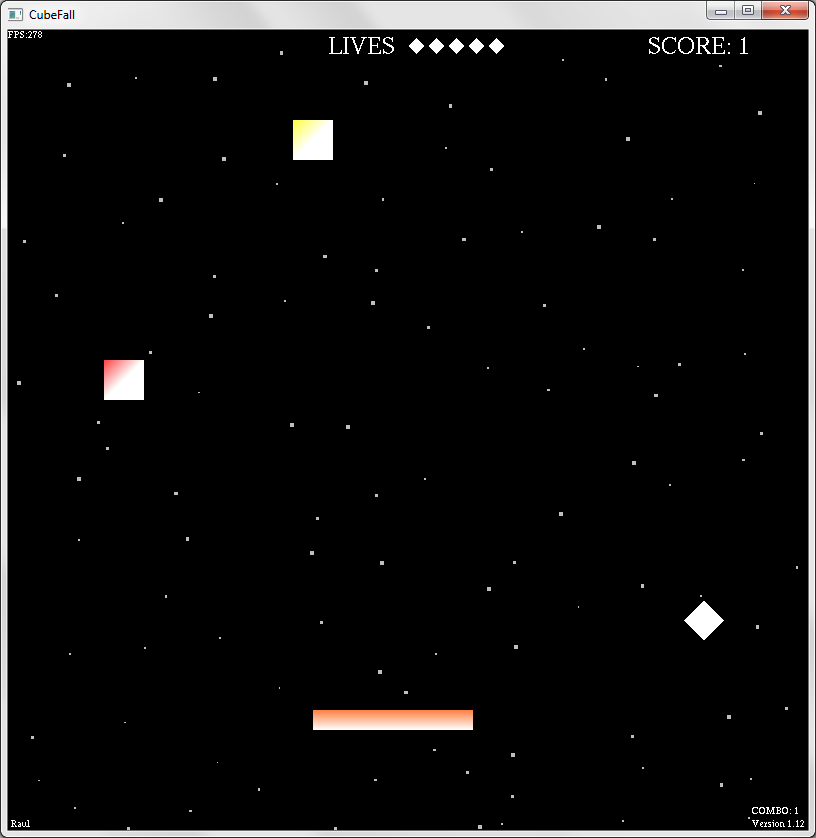 CubeFall
FPS:278
LIVES
SCORE: 1
COMBO: 1
Raul
Version 1.12